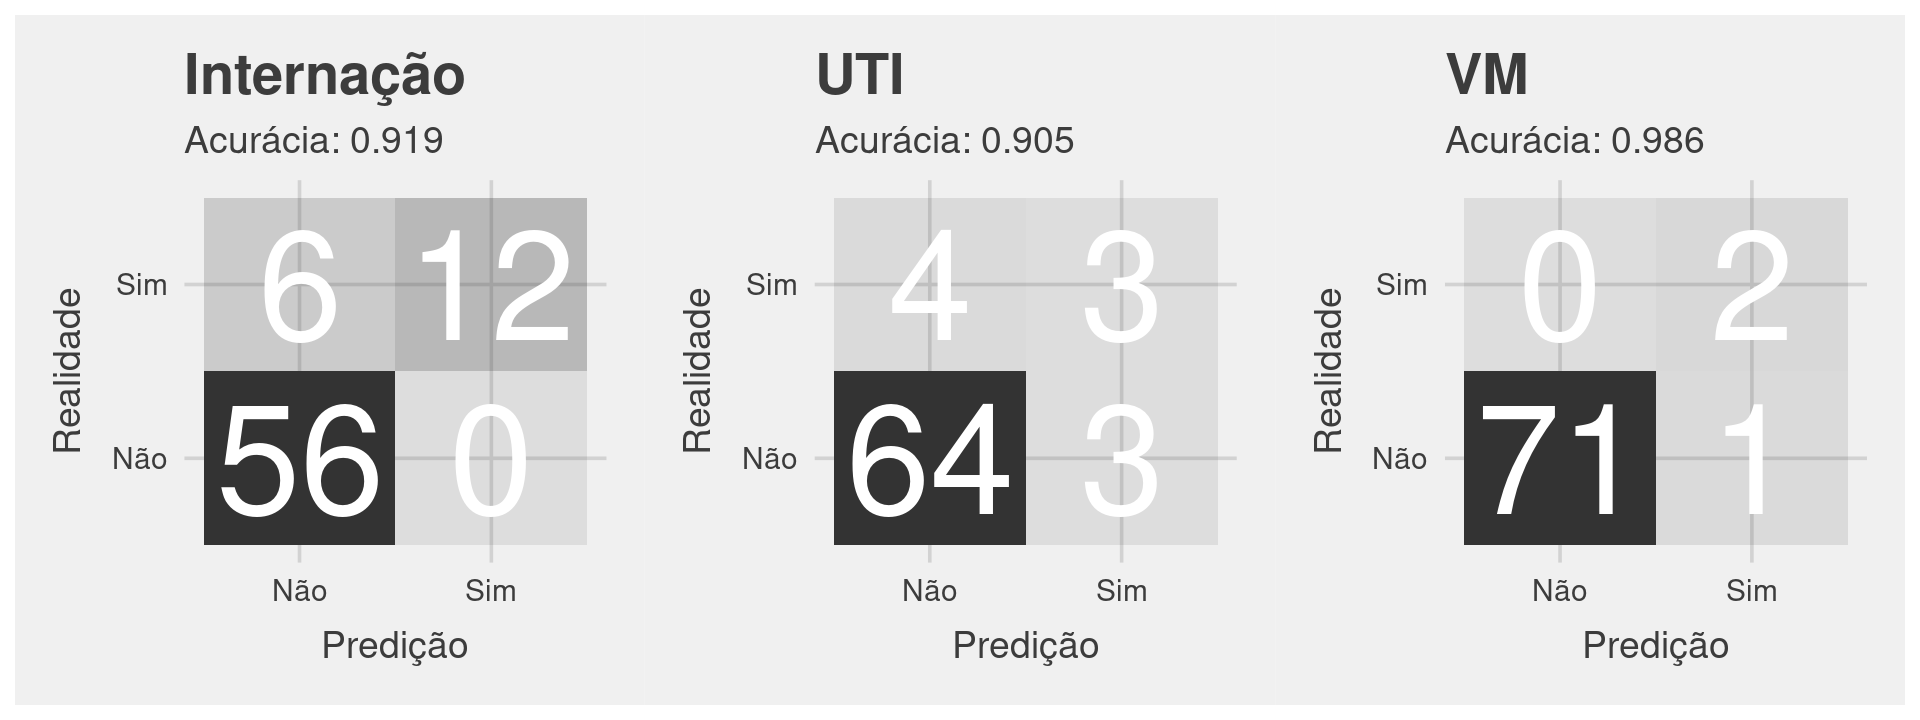 Internação
Acurácia: 0.919
Realidade
Sim
6 12
Não
56 0
Não Sim
Predição
UTI
Acurácia: 0.905
Realidade
Sim
4 3
Não
64 3
Não Sim
Predição
VM
Acurácia: 0.986
Realidade
Sim
0 2
Não
71 1
Não Sim
Predição